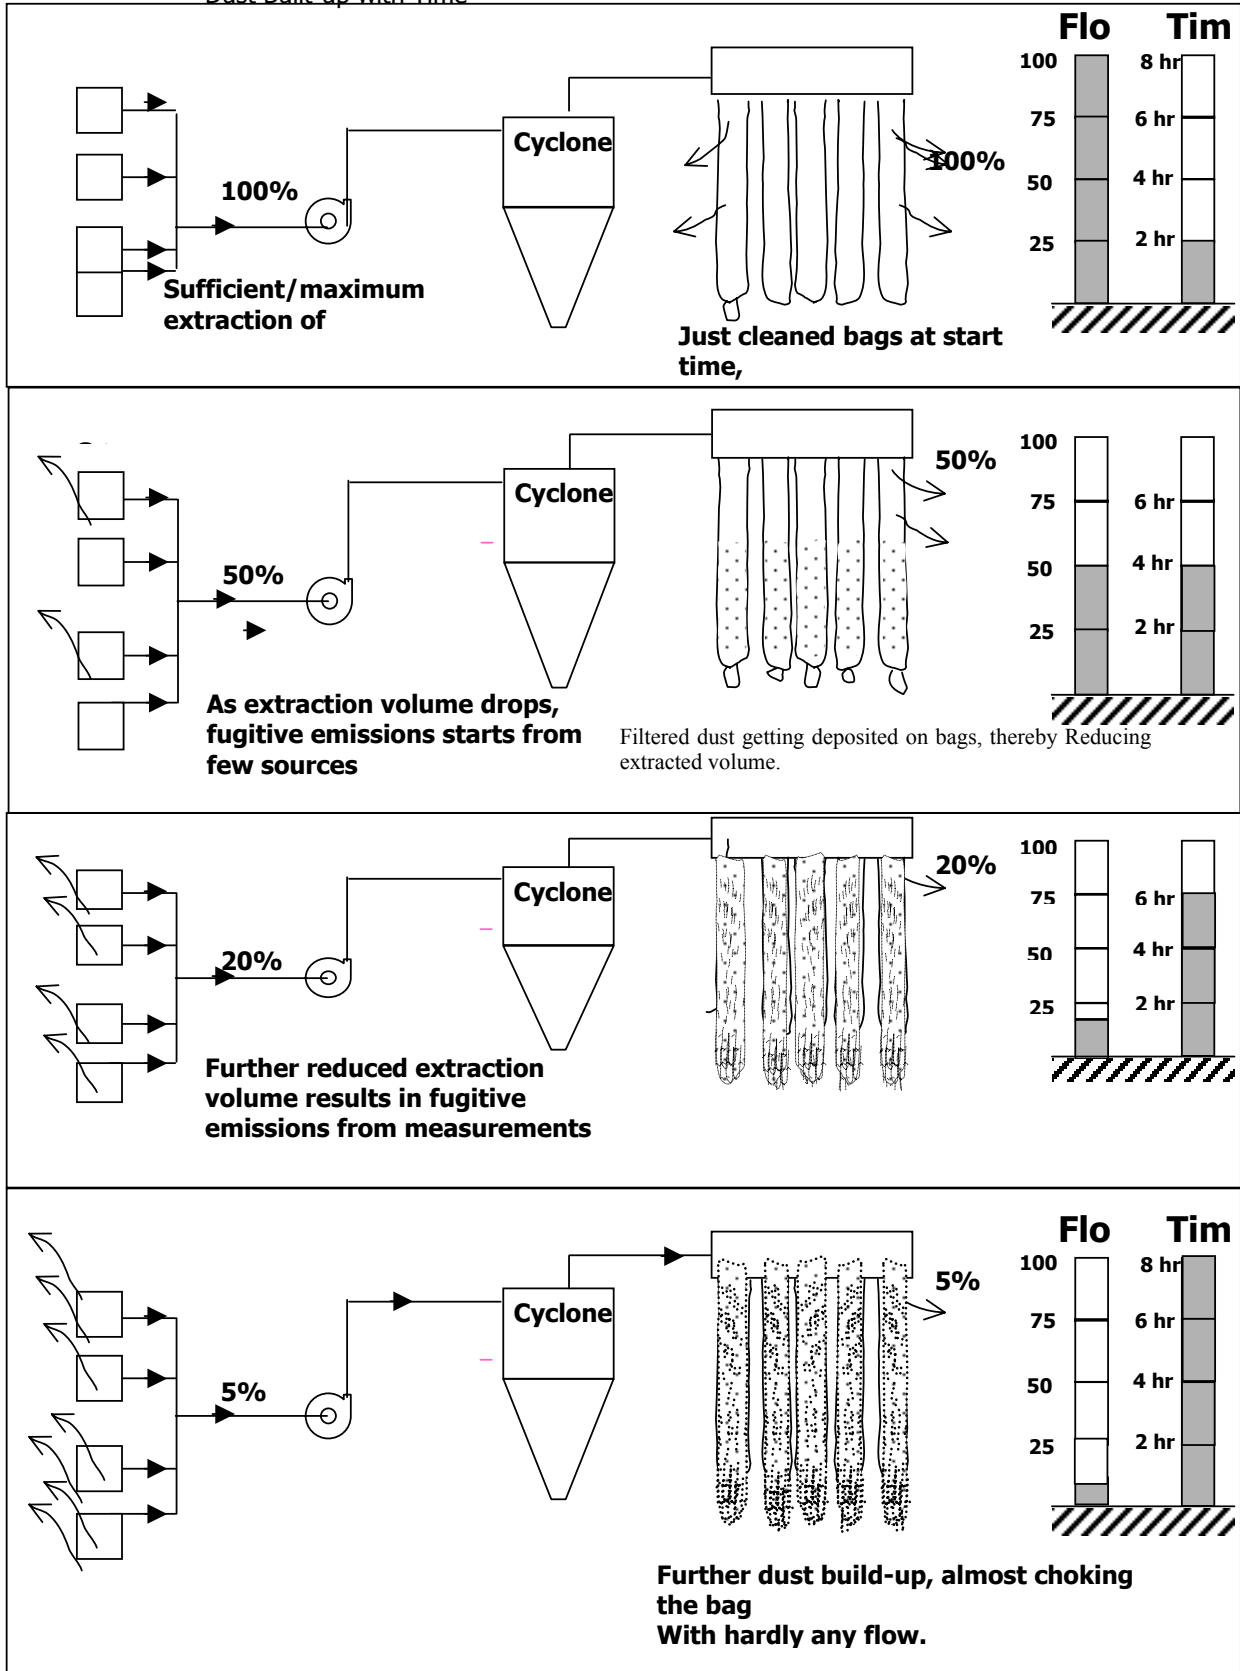 Dust Built-up with Time
Flo Tim
100 8 hr
75 6 hr
50 4 hr
25 2 hr
100%
Cyclone
100%
Sufficient/maximum
extraction of
Just cleaned bags at start
time,
100
75 6 hr
50 4 hr
25 2 hr
50%
Cyclone
50%
As extraction volume drops,
fugitive emissions starts from
few sources
Filtered dust getting deposited on bags, thereby Reducing
extracted volume.
100
75 6 hr
50 4 hr
25 2 hr
20%
Cyclone
20%
Further reduced extraction
volume results in fugitive
emissions from measurements
Flo Tim
100 8 hr
75 6 hr
50 4 hr
25 2 hr
5%
Cyclone
5%
Further dust build-up, almost choking
the bag
With hardly any flow.